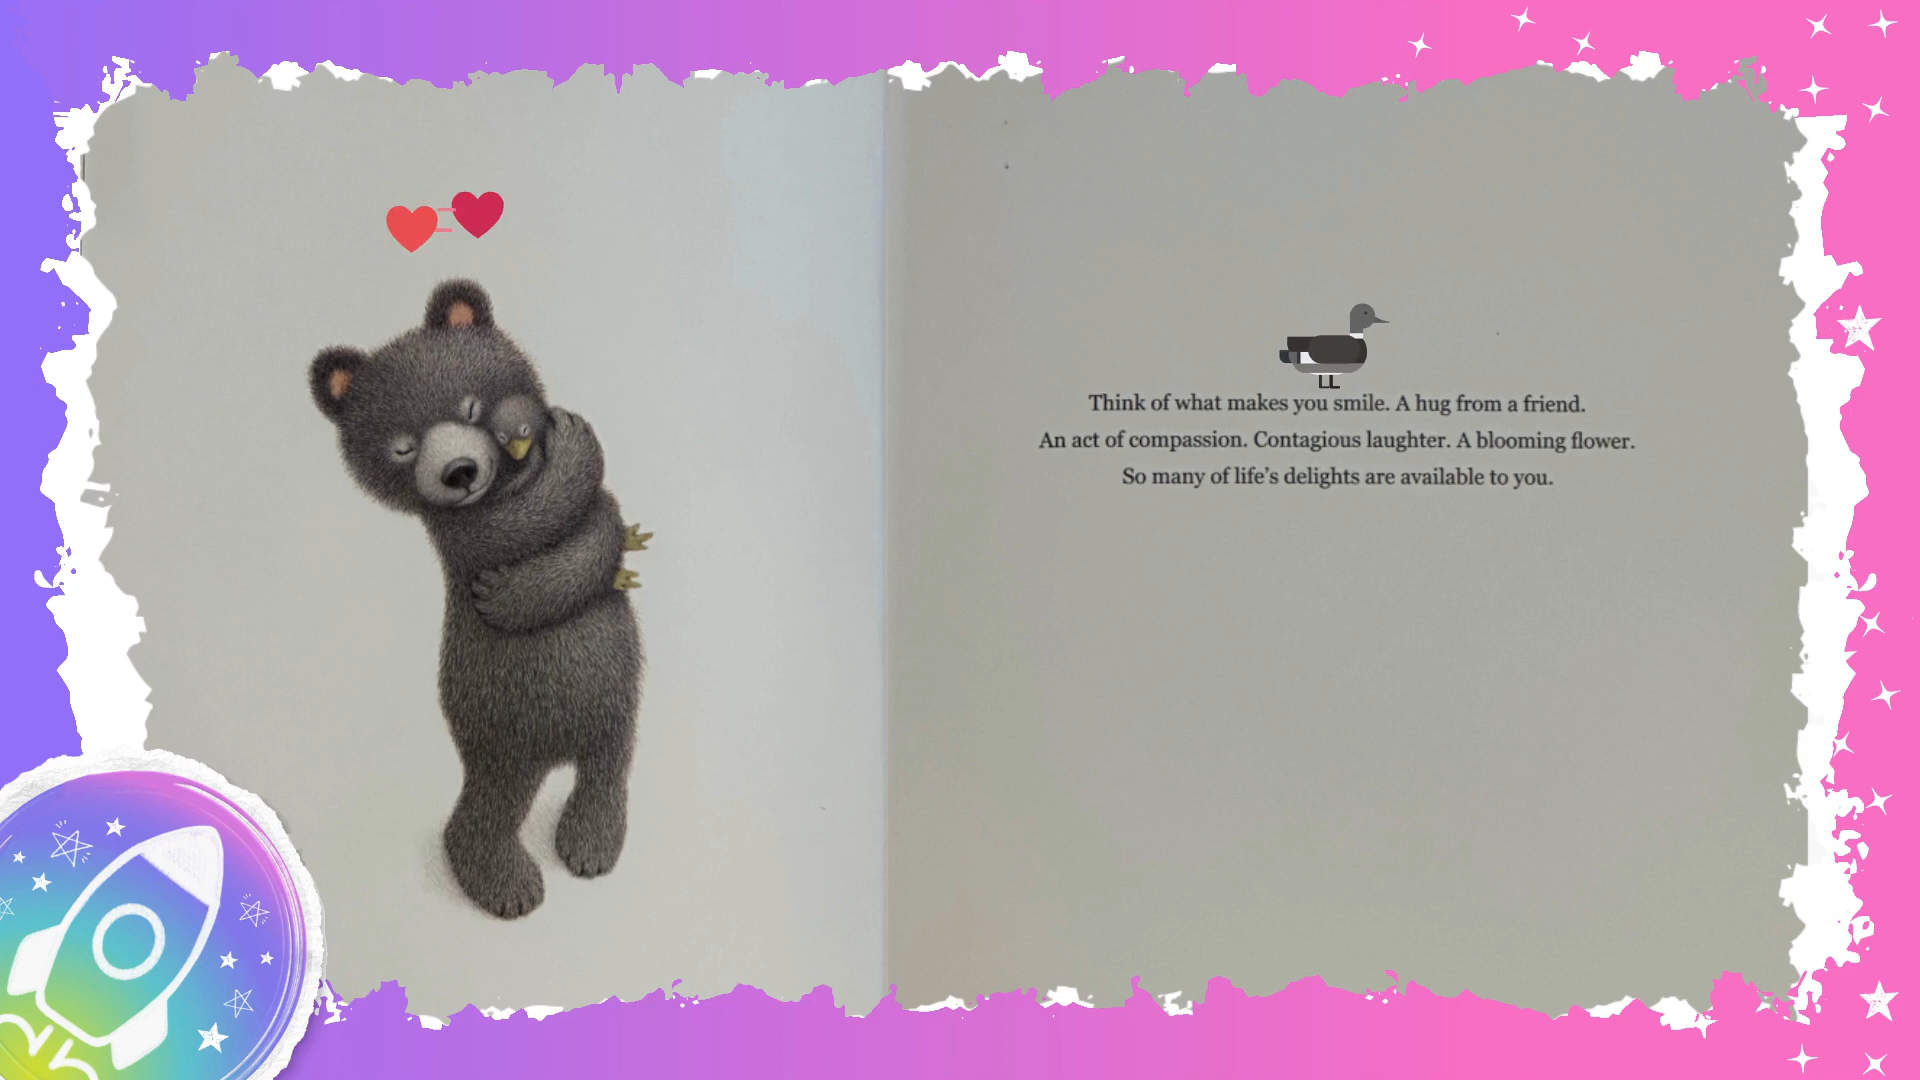 Think of what makes you smile. A hug from a friend.
An act of compassion. Contagious laughter. A blooming flower.
So many of life's delights are available to you.